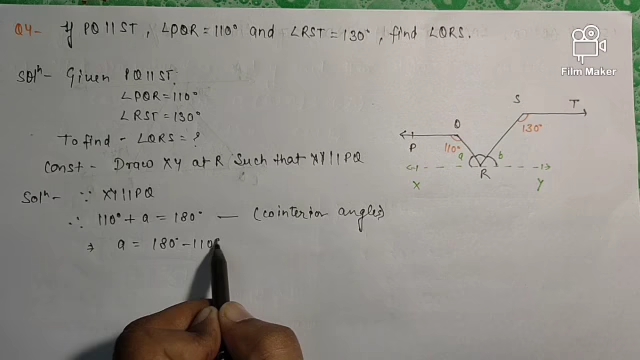 Q4- If PQ || ST, ∠PQR = 110° and ∠RST = 130°, find ∠QRS.
Solⁿ- Given PQ || ST,
∠PQR = 110°
∠RST = 130°
To find - ∠QRS = ?
Const - Draw XY at R Such that XY || PQ
Solⁿ- ∵ XY || PQ
∴ 110° + a = 180° — (cointerior angles)
⇒ a = 180° - 110°
Film Maker
S
T
130°
Q
P
110°
a
b
R
X
Y